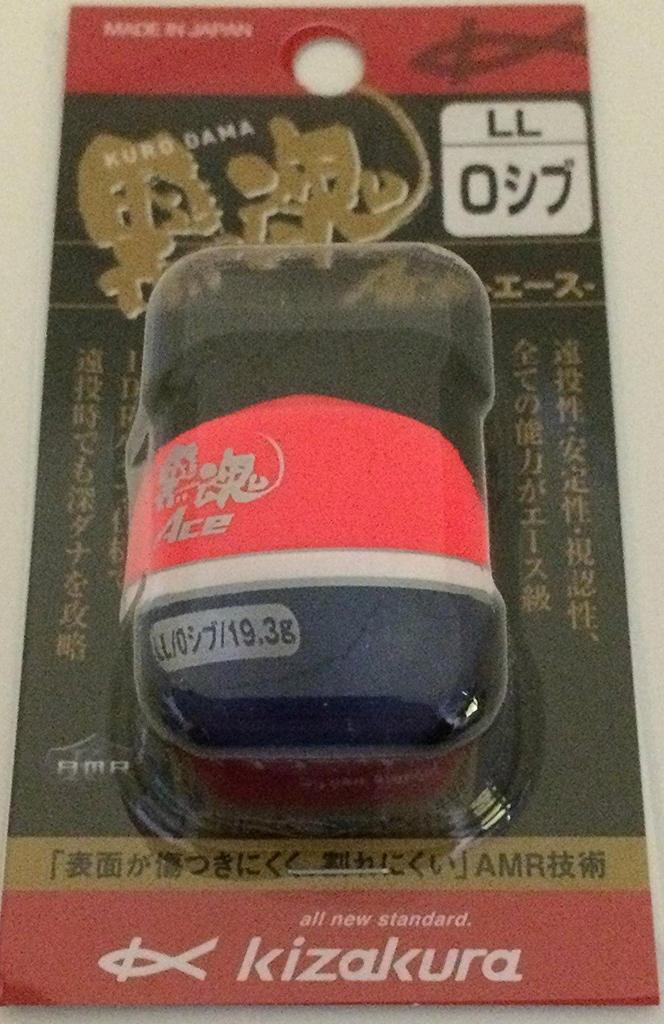 MADE IN JAPAN
KURO DAMA
黒魂
LL
0シブ
-エース-
遠投性・安定性・視認性、
全ての能力がエース級
遠投時でも深ダナを攻略
黒魂
Ace
LL/0シブ/19.3g
AMR
「表面が傷つきにくく、割れにくい」AMR技術
all new standard.
kizakura